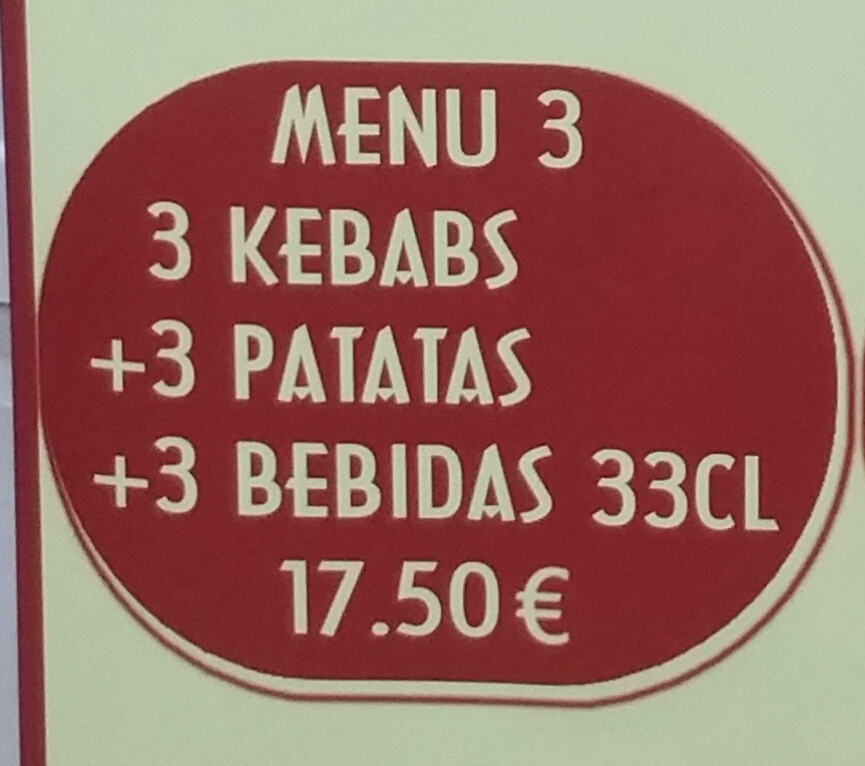 MENU 3
3 KEBABS
+3 PATATAS
+3 BEBIDAS 33CL
17.50€